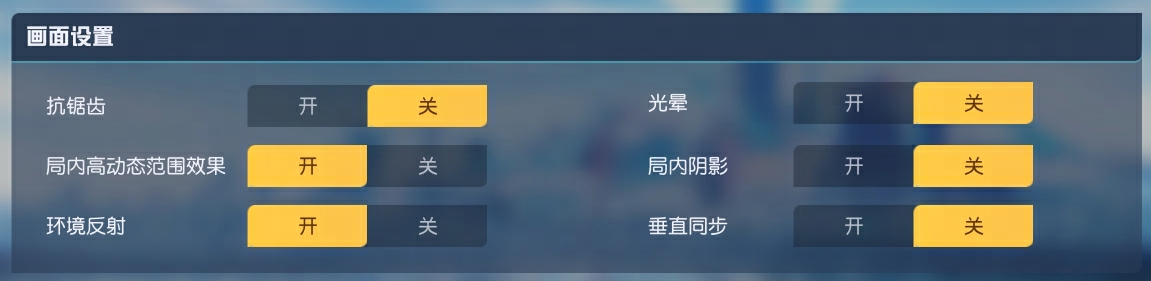 画面设置
抗锯齿 开 关 光晕 开 关
局内高动态范围效果 开 关 局内阴影 开 关
环境反射 开 关 垂直同步 开 关